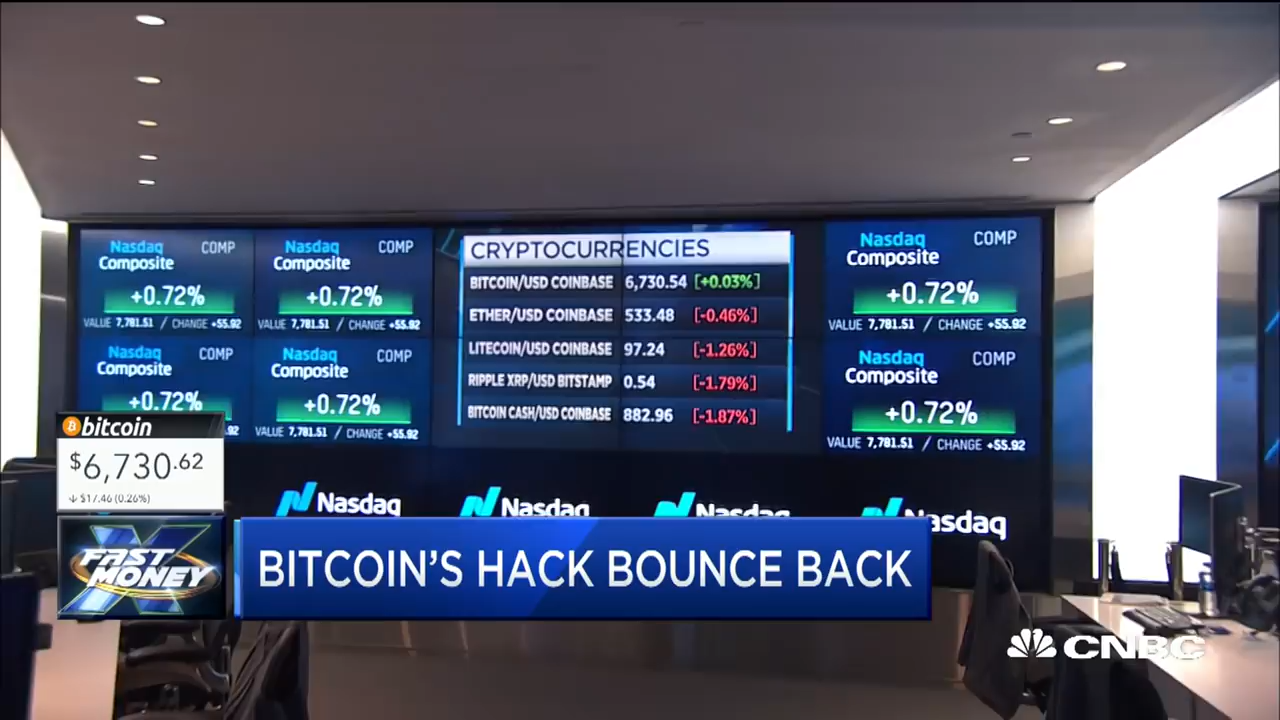 Nasdaq COMP
Composite
+0.72%
VALUE 7,781.51 / CHANGE +55.92
Nasdaq COMP
Composite
+0.72%
VALUE 7,781.51 / CHANGE +55.92
CRYPTOCURRENCIES
BITCOIN/USD COINBASE 6,730.54 [+0.03%]
ETHER/USD COINBASE 533.48 [-0.46%]
LITECOIN/USD COINBASE 97.24 [-1.26%]
RIPPLE XRP/USD BITSTAMP 0.54 [-1.79%]
BITCOIN CASH/USD COINBASE 882.96 [-1.87%]
Nasdaq COMP
Composite
+0.72%
VALUE 7,781.51 / CHANGE +55.92
Nasdaq COMP
Composite
+0.72%
.92
Nasdaq COMP
Composite
+0.72%
VALUE 7,781.51 / CHANGE +55.92
Nasdaq COMP
Composite
+0.72%
VALUE 7,781.51 / CHANGE +55.92
Nasdaq Nasdaq Nasdaq Nasdaq
bitcoin
$6,730.62
↓ $17.46 (0.26%)
FAST
MONEY
BITCOIN'S HACK BOUNCE BACK
CNBC